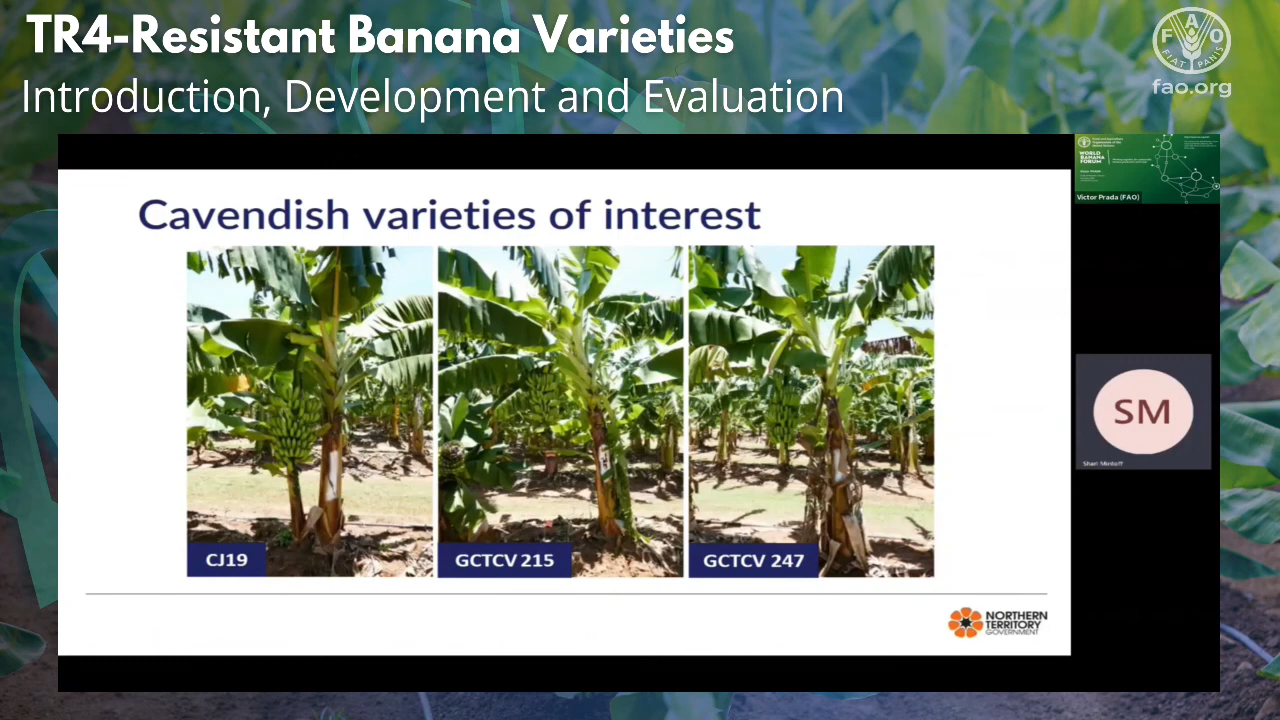 TR4-Resistant Banana Varieties
Introduction, Development and Evaluation
FAO
FIAT PANIS
fao.org
Cavendish varieties of interest
CJ19
GCTCV 215
GCTCV 247
NORTHERN
TERRITORY
GOVERNMENT
WORLD
BANANA
FORUM
Victor Prada (FAO)
SM
Shari Mintoff